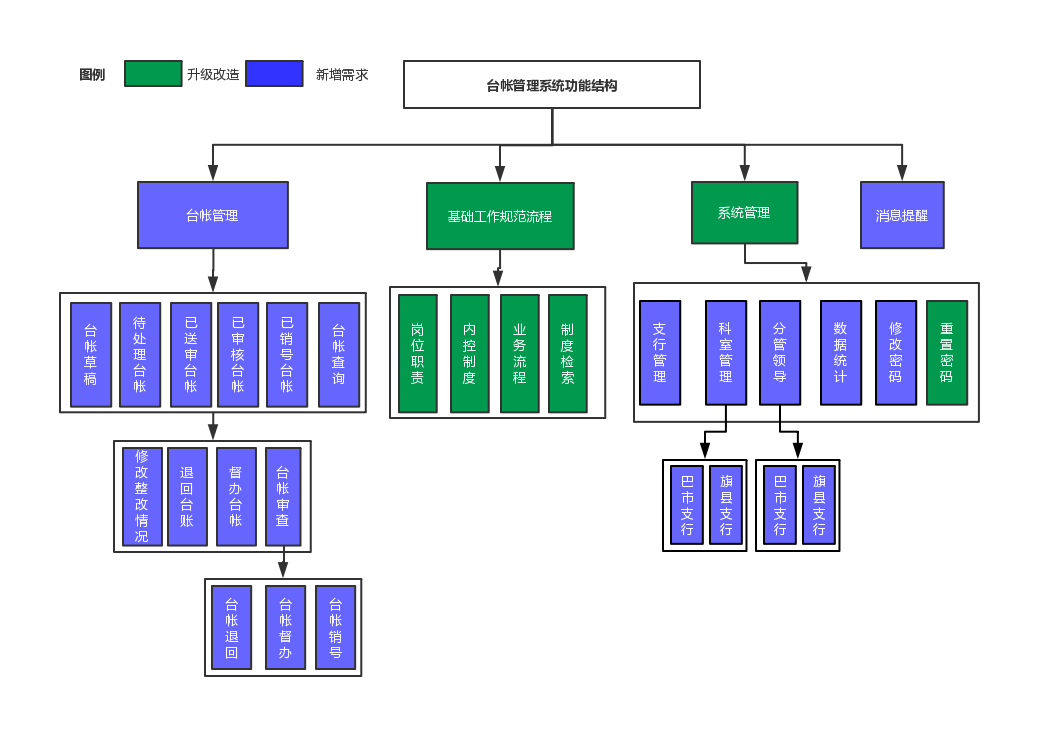 图例
升级改造
新增需求
台帐管理系统功能结构
台帐管理
基础工作规范流程
系统管理
消息提醒
台帐草稿
待处理台帐
已送审台帐
已审核台帐
已销号台帐
台帐查询
岗位职责
内控制度
业务流程
制度检索
支行管理
科室管理
分管领导
数据统计
修改密码
重置密码
修改整改情况
退回台账
督办台帐
台帐审查
巴市支行
旗县支行
巴市支行
旗县支行
台帐退回
台帐督办
台帐销号